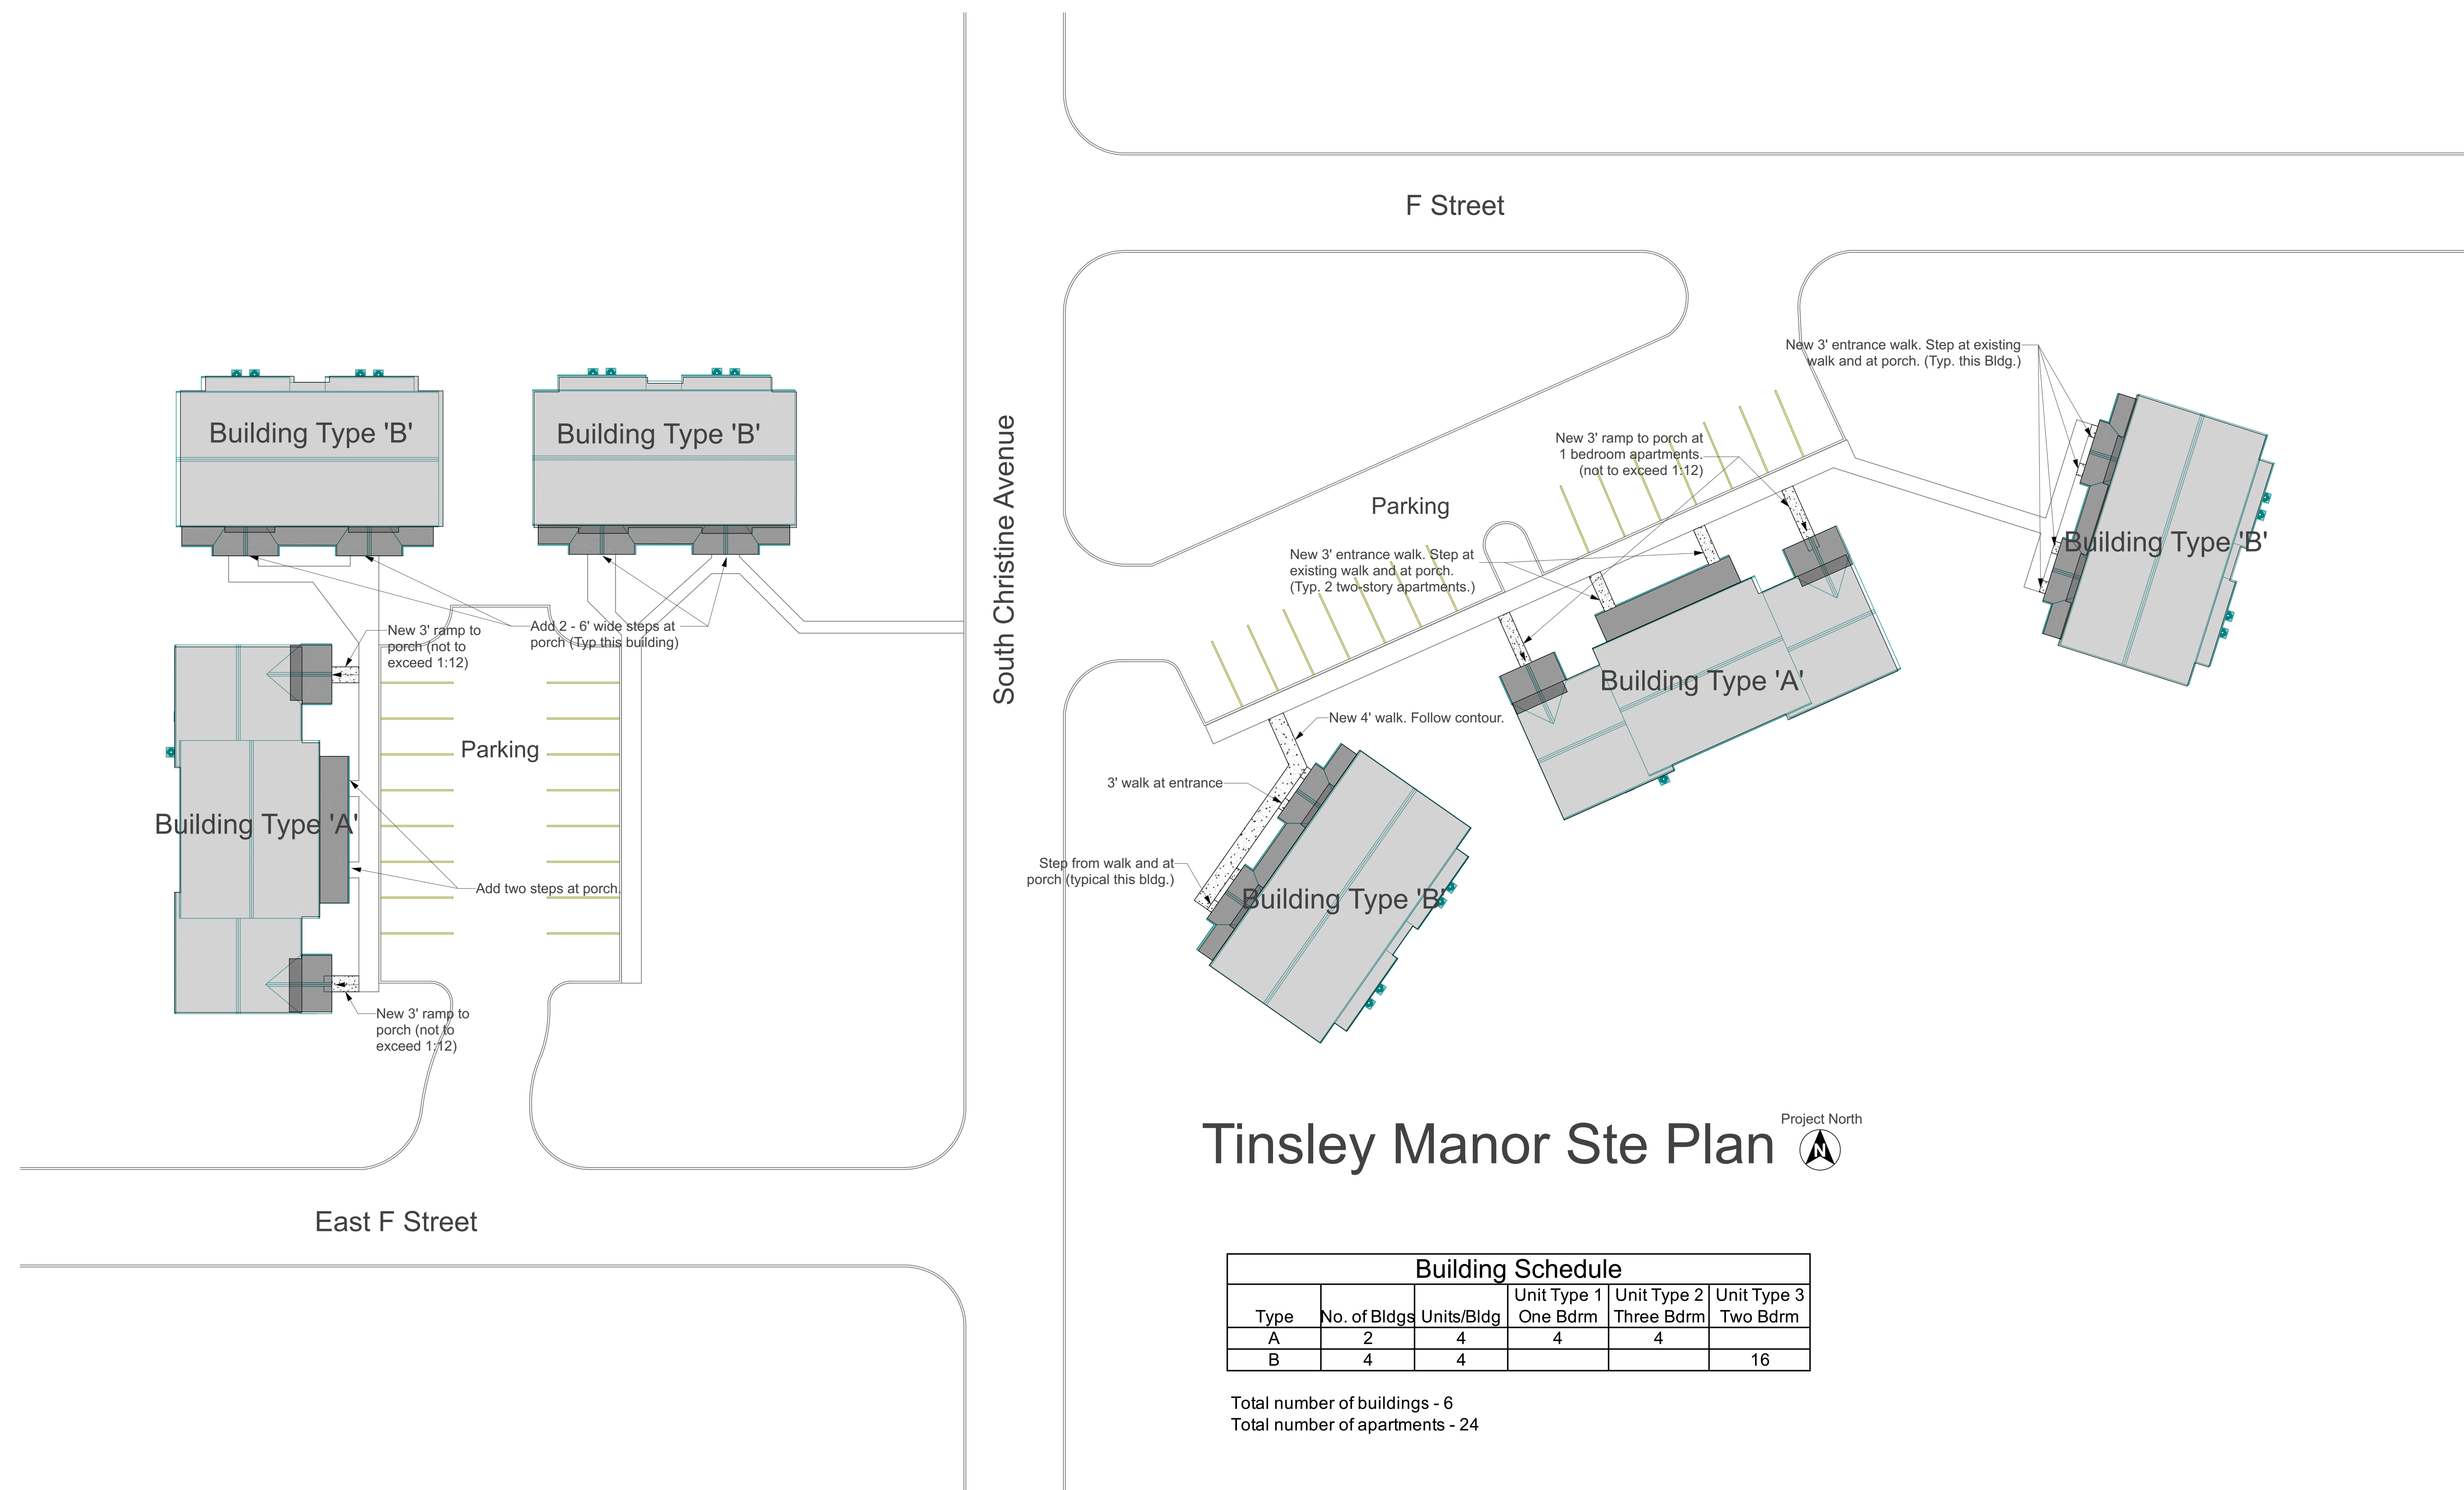 F Street
New 3' entrance walk. Step at existing
walk and at porch. (Typ. this Bldg.)
Building Type 'B'
Building Type 'B'
South Christine Avenue
New 3' ramp to porch at
1 bedroom apartments.
(not to exceed 1:12)
Parking
New 3' entrance walk. Step at
existing walk and at porch.
(Typ. 2 two-story apartments.)
Building Type 'B'
New 3' ramp to
porch (not to
exceed 1:12)
Add 2 - 6' wide steps at
porch (Typ this building)
Building Type 'A'
New 4' walk. Follow contour.
Parking
3' walk at entrance
Building Type 'A'
Step from walk and at
porch (typical this bldg.)
Add two steps at porch.
Building Type 'B'
New 3' ramp to
porch (not to
exceed 1:12)
Tinsley Manor Ste Plan
Project North
N
East F Street
Building Schedule
Type No. of Bldgs Units/Bldg Unit Type 1 One Bdrm Unit Type 2 Three Bdrm Unit Type 3 Two Bdrm
A 2 4 4 4
B 4 4 16
Total number of buildings - 6
Total number of apartments - 24